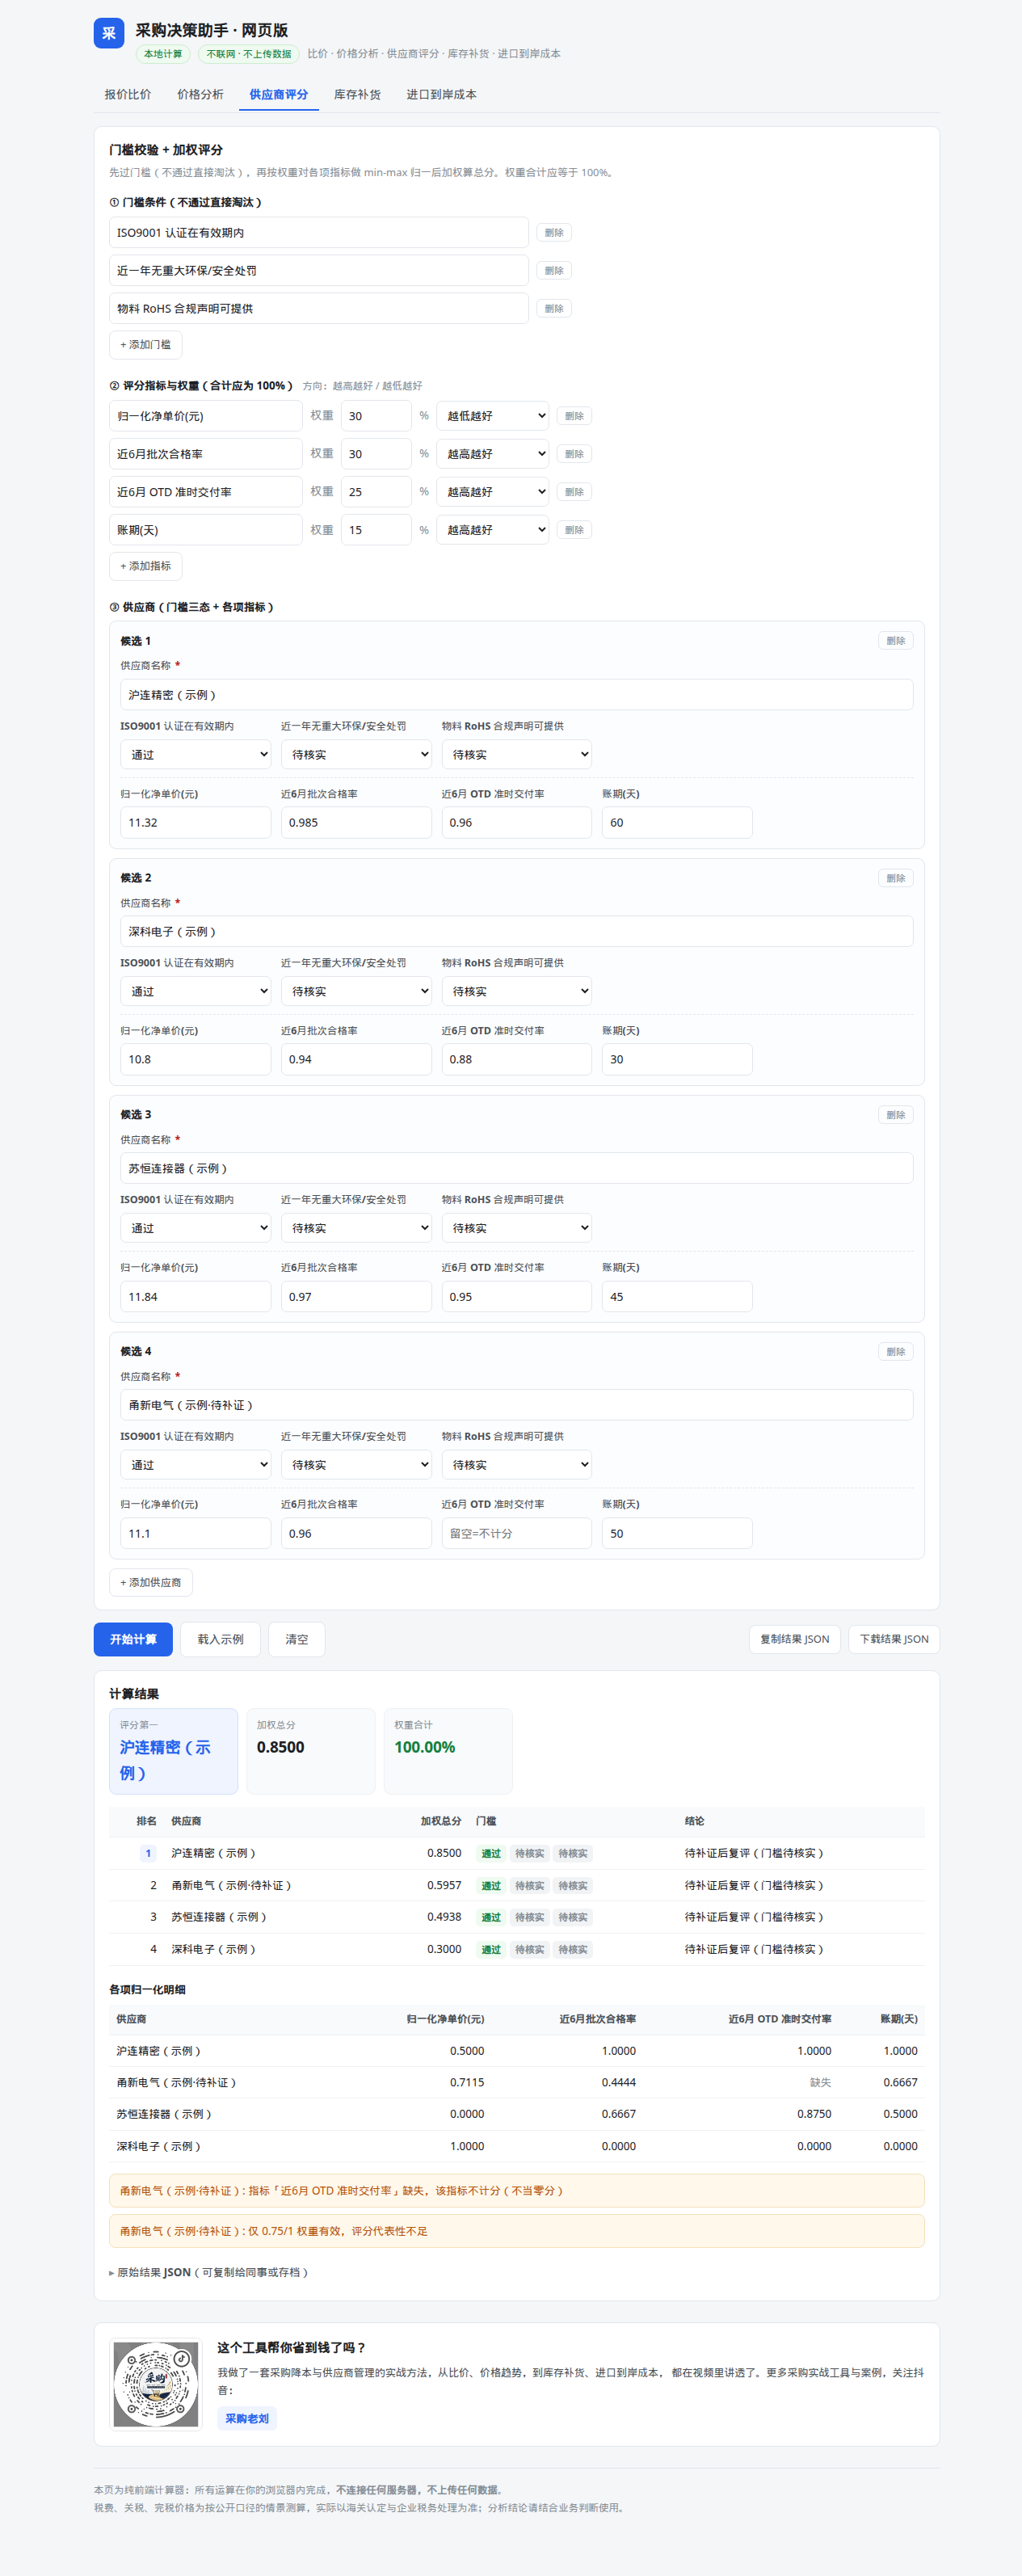 采
采购决策助手 · 网页版
本地计算 不联网 · 不上传数据 比价 · 价格分析 · 供应商评分 · 库存补货 · 进口到岸成本
报价比价 价格分析 供应商评分 库存补货 进口到岸成本
门槛校验 + 加权评分
先过门槛（不通过直接淘汰），再按权重对各项指标做 min-max 归一后加权算总分。权重合计应等于 100%。
① 门槛条件（不通过直接淘汰）
ISO9001 认证在有效期内 删除
近一年无重大环保/安全处罚 删除
物料 RoHS 合规声明可提供 删除
+ 添加门槛
② 评分指标与权重（合计应为 100%） 方向：越高越好 / 越低越好
归一化净单价(元) 权重 30 % 越低越好 删除
近6月批次合格率 权重 30 % 越高越好 删除
近6月 OTD 准时交付率 权重 25 % 越高越好 删除
账期(天) 权重 15 % 越高越好 删除
+ 添加指标
③ 供应商（门槛三态 + 各项指标）
候选 1 删除
供应商名称 *
沪连精密（示例）
ISO9001 认证在有效期内 近一年无重大环保/安全处罚 物料 RoHS 合规声明可提供
通过 待核实 待核实
归一化净单价(元) 近6月批次合格率 近6月 OTD 准时交付率 账期(天)
11.32 0.985 0.96 60
候选 2 删除
供应商名称 *
深科电子（示例）
ISO9001 认证在有效期内 近一年无重大环保/安全处罚 物料 RoHS 合规声明可提供
通过 待核实 待核实
归一化净单价(元) 近6月批次合格率 近6月 OTD 准时交付率 账期(天)
10.8 0.94 0.88 30
候选 3 删除
供应商名称 *
苏恒连接器（示例）
ISO9001 认证在有效期内 近一年无重大环保/安全处罚 物料 RoHS 合规声明可提供
通过 待核实 待核实
归一化净单价(元) 近6月批次合格率 近6月 OTD 准时交付率 账期(天)
11.84 0.97 0.95 45
候选 4 删除
供应商名称 *
甬新电气（示例·待补证）
ISO9001 认证在有效期内 近一年无重大环保/安全处罚 物料 RoHS 合规声明可提供
通过 待核实 待核实
归一化净单价(元) 近6月批次合格率 近6月 OTD 准时交付率 账期(天)
11.1 0.96 留空=不计分 50
+ 添加供应商
开始计算 载入示例 清空 复制结果 JSON 下载结果 JSON
计算结果
评分第一 加权总分 权重合计
沪连精密（示 0.8500 100.00%
例）
排名 供应商 加权总分 门槛 结论
1 沪连精密（示例） 0.8500 通过 待核实 待核实 待补证后复评（门槛待核实）
2 甬新电气（示例·待补证） 0.5957 通过 待核实 待核实 待补证后复评（门槛待核实）
3 苏恒连接器（示例） 0.4938 通过 待核实 待核实 待补证后复评（门槛待核实）
4 深科电子（示例） 0.3000 通过 待核实 待核实 待补证后复评（门槛待核实）
各项归一化明细
供应商 归一化净单价(元) 近6月批次合格率 近6月 OTD 准时交付率 账期(天)
沪连精密（示例） 0.5000 1.0000 1.0000 1.0000
甬新电气（示例·待补证） 0.7115 0.4444 缺失 0.6667
苏恒连接器（示例） 0.0000 0.6667 0.8750 0.5000
深科电子（示例） 1.0000 0.0000 0.0000 0.0000
甬新电气（示例·待补证）: 指标「近6月 OTD 准时交付率」缺失，该指标不计分（不当零分）
甬新电气（示例·待补证）: 仅 0.75/1 权重有效，评分代表性不足
▸ 原始结果 JSON（可复制给同事或存档）
采购
这个工具帮你省到钱了吗？
我做了一套采购降本与供应商管理的实战方法，从比价、价格趋势，到库存补货、进口到岸成本， 都在视频里讲透了。更多采购实战工具与案例，关注抖
音：
采购老刘
本页为纯前端计算器：所有运算在你的浏览器内完成，不连接任何服务器，不上传任何数据。
税费、关税、完税价格为按公开口径的情景测算，实际以海关认定与企业税务处理为准；分析结论请结合业务判断使用。